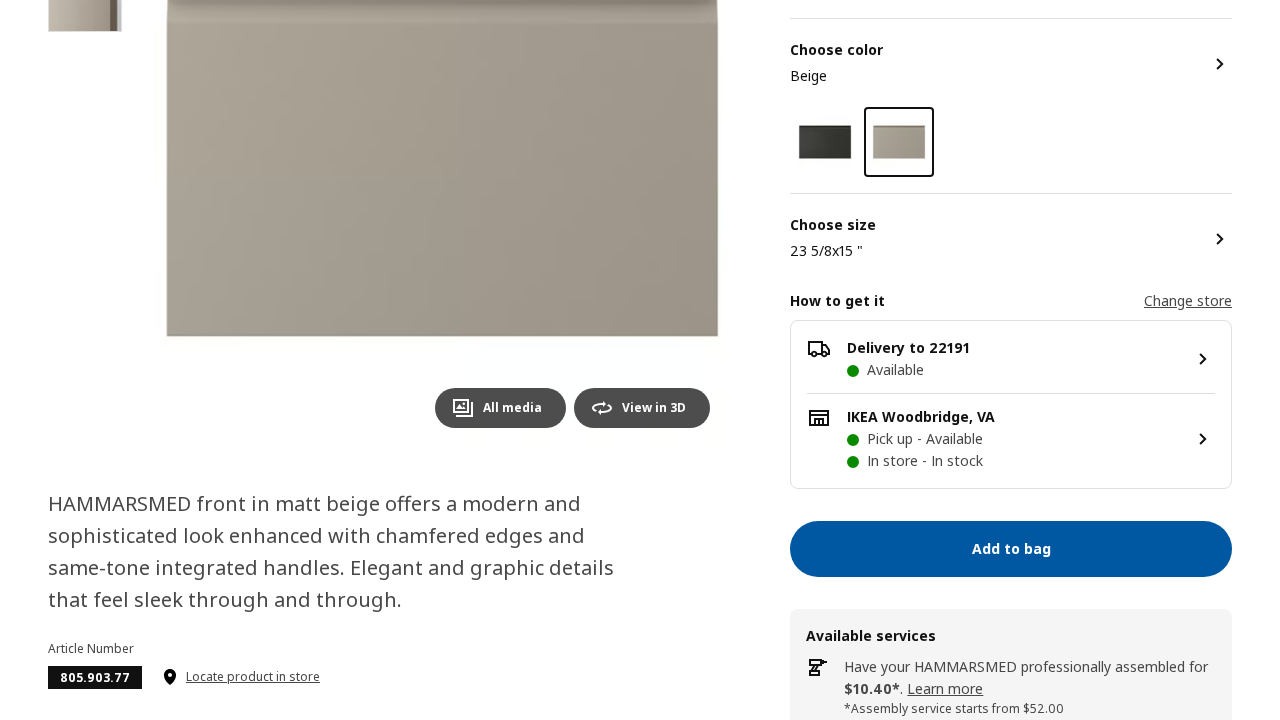 Choose color
Beige
Choose size
23 5/8x15 "
How to get it
Change store
Delivery to 22191
Available
IKEA Woodbridge, VA
Pick up - Available
In store - In stock
All media
View in 3D
HAMMARSMED front in matt beige offers a modern and
sophisticated look enhanced with chamfered edges and
same-tone integrated handles. Elegant and graphic details
that feel sleek through and through.
Article Number
805.903.77
Locate product in store
Add to bag
Available services
Have your HAMMARSMED professionally assembled for
$10.40*. Learn more
*Assembly service starts from $52.00